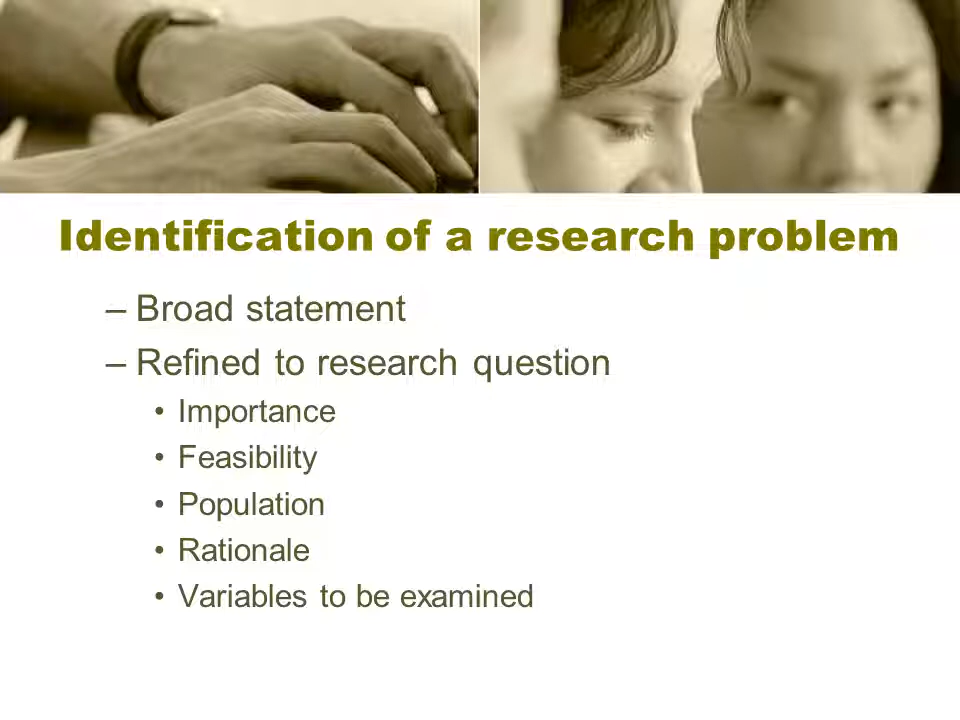 Identification of a research problem
– Broad statement
– Refined to research question
• Importance
• Feasibility
• Population
• Rationale
• Variables to be examined